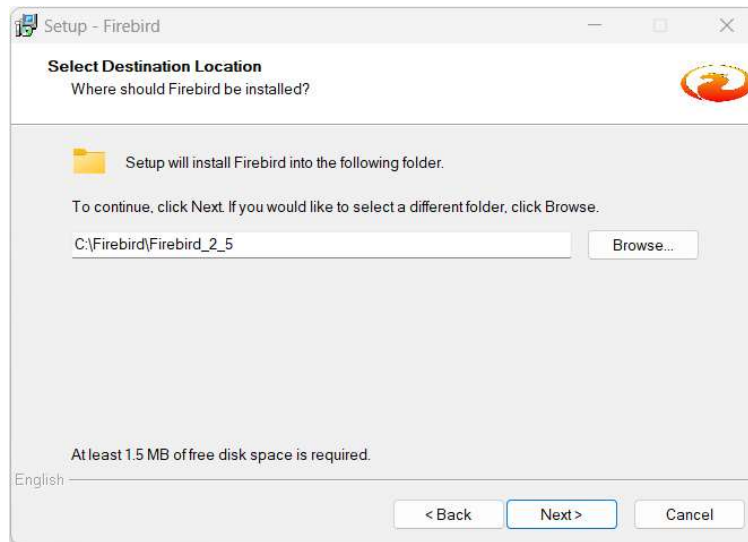 Setup - Firebird
Select Destination Location
Where should Firebird be installed?
Setup will install Firebird into the following folder.
To continue, click Next. If you would like to select a different folder, click Browse.
C:\Firebird\Firebird_2_5
Browse...
At least 1.5 MB of free disk space is required.
English
< Back
Next >
Cancel